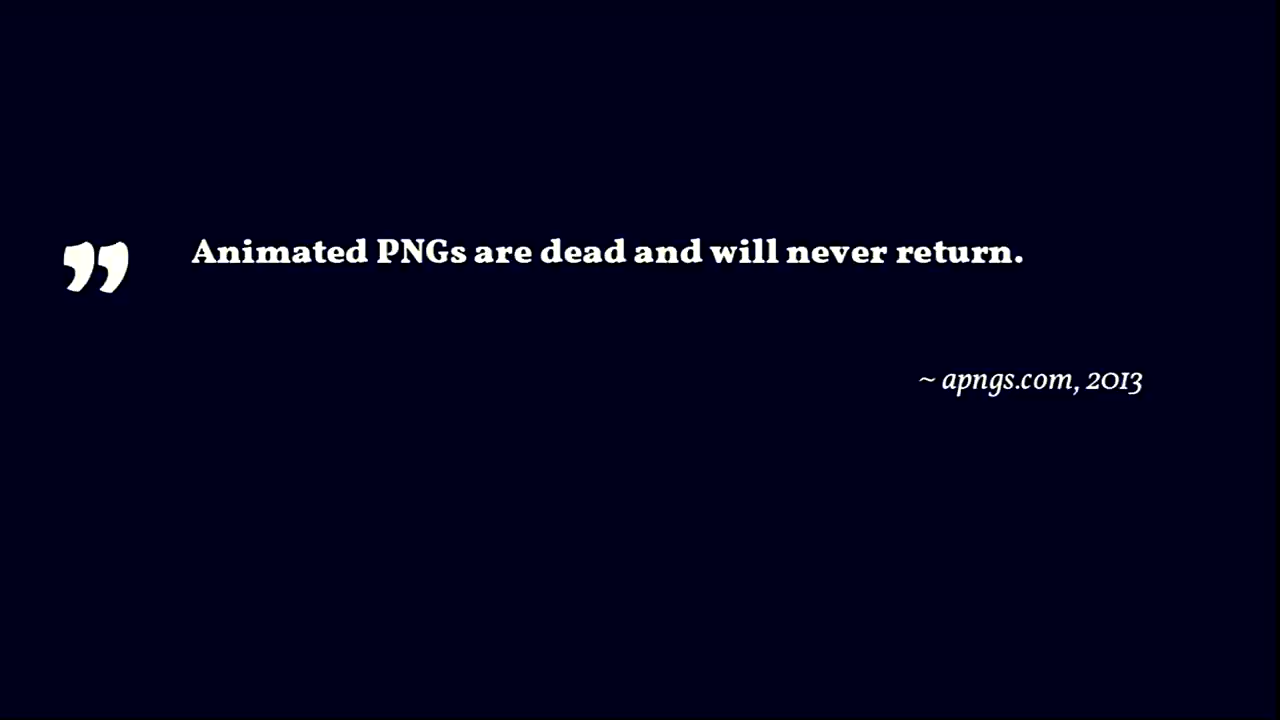 ” Animated PNGs are dead and will never return.
~ apngs.com, 2013